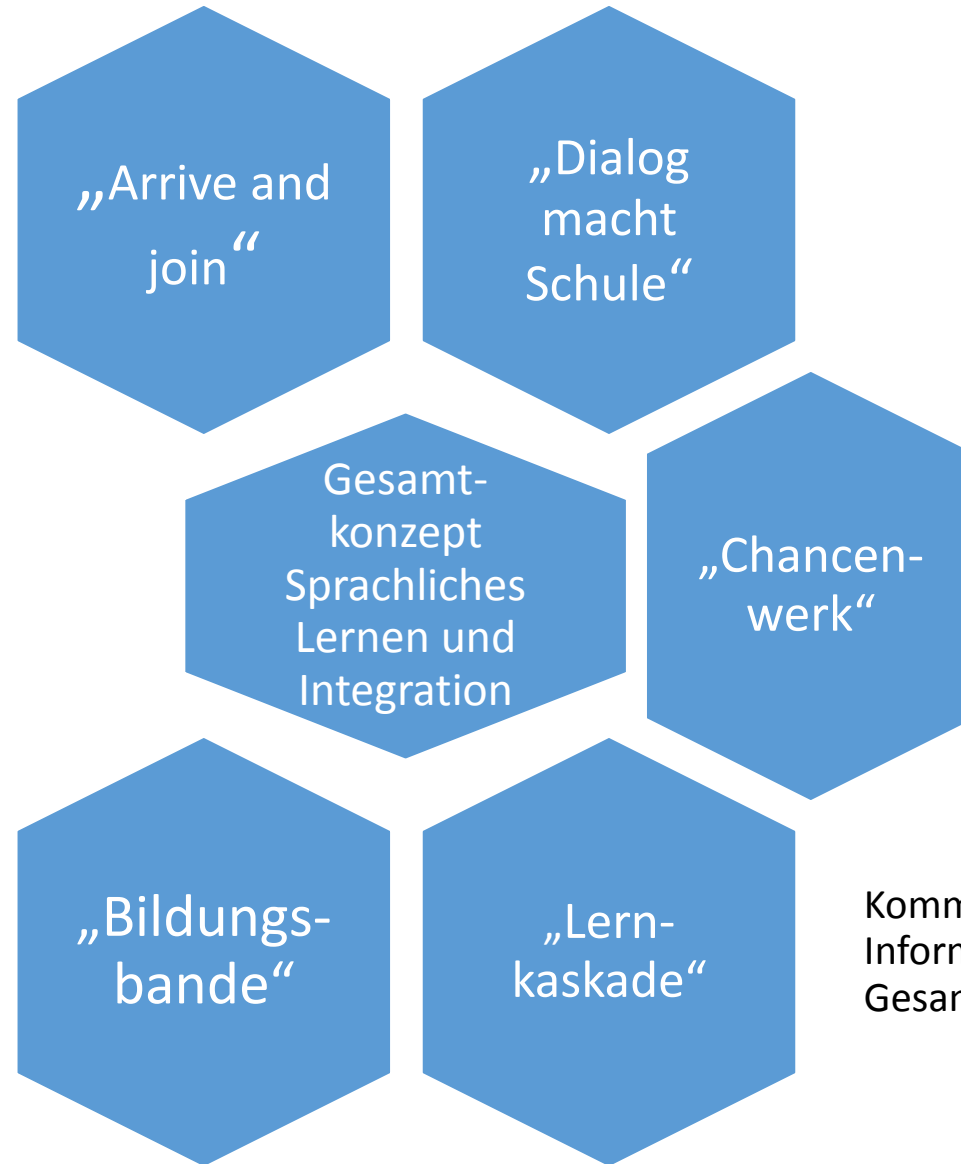 „Arrive and
join“
„Dialog
macht
Schule“
Gesamt-
konzept
Sprachliches
Lernen und
Integration
„Chancen-
werk“
„Bildungs-
bande“
„Lern-
kaskade“